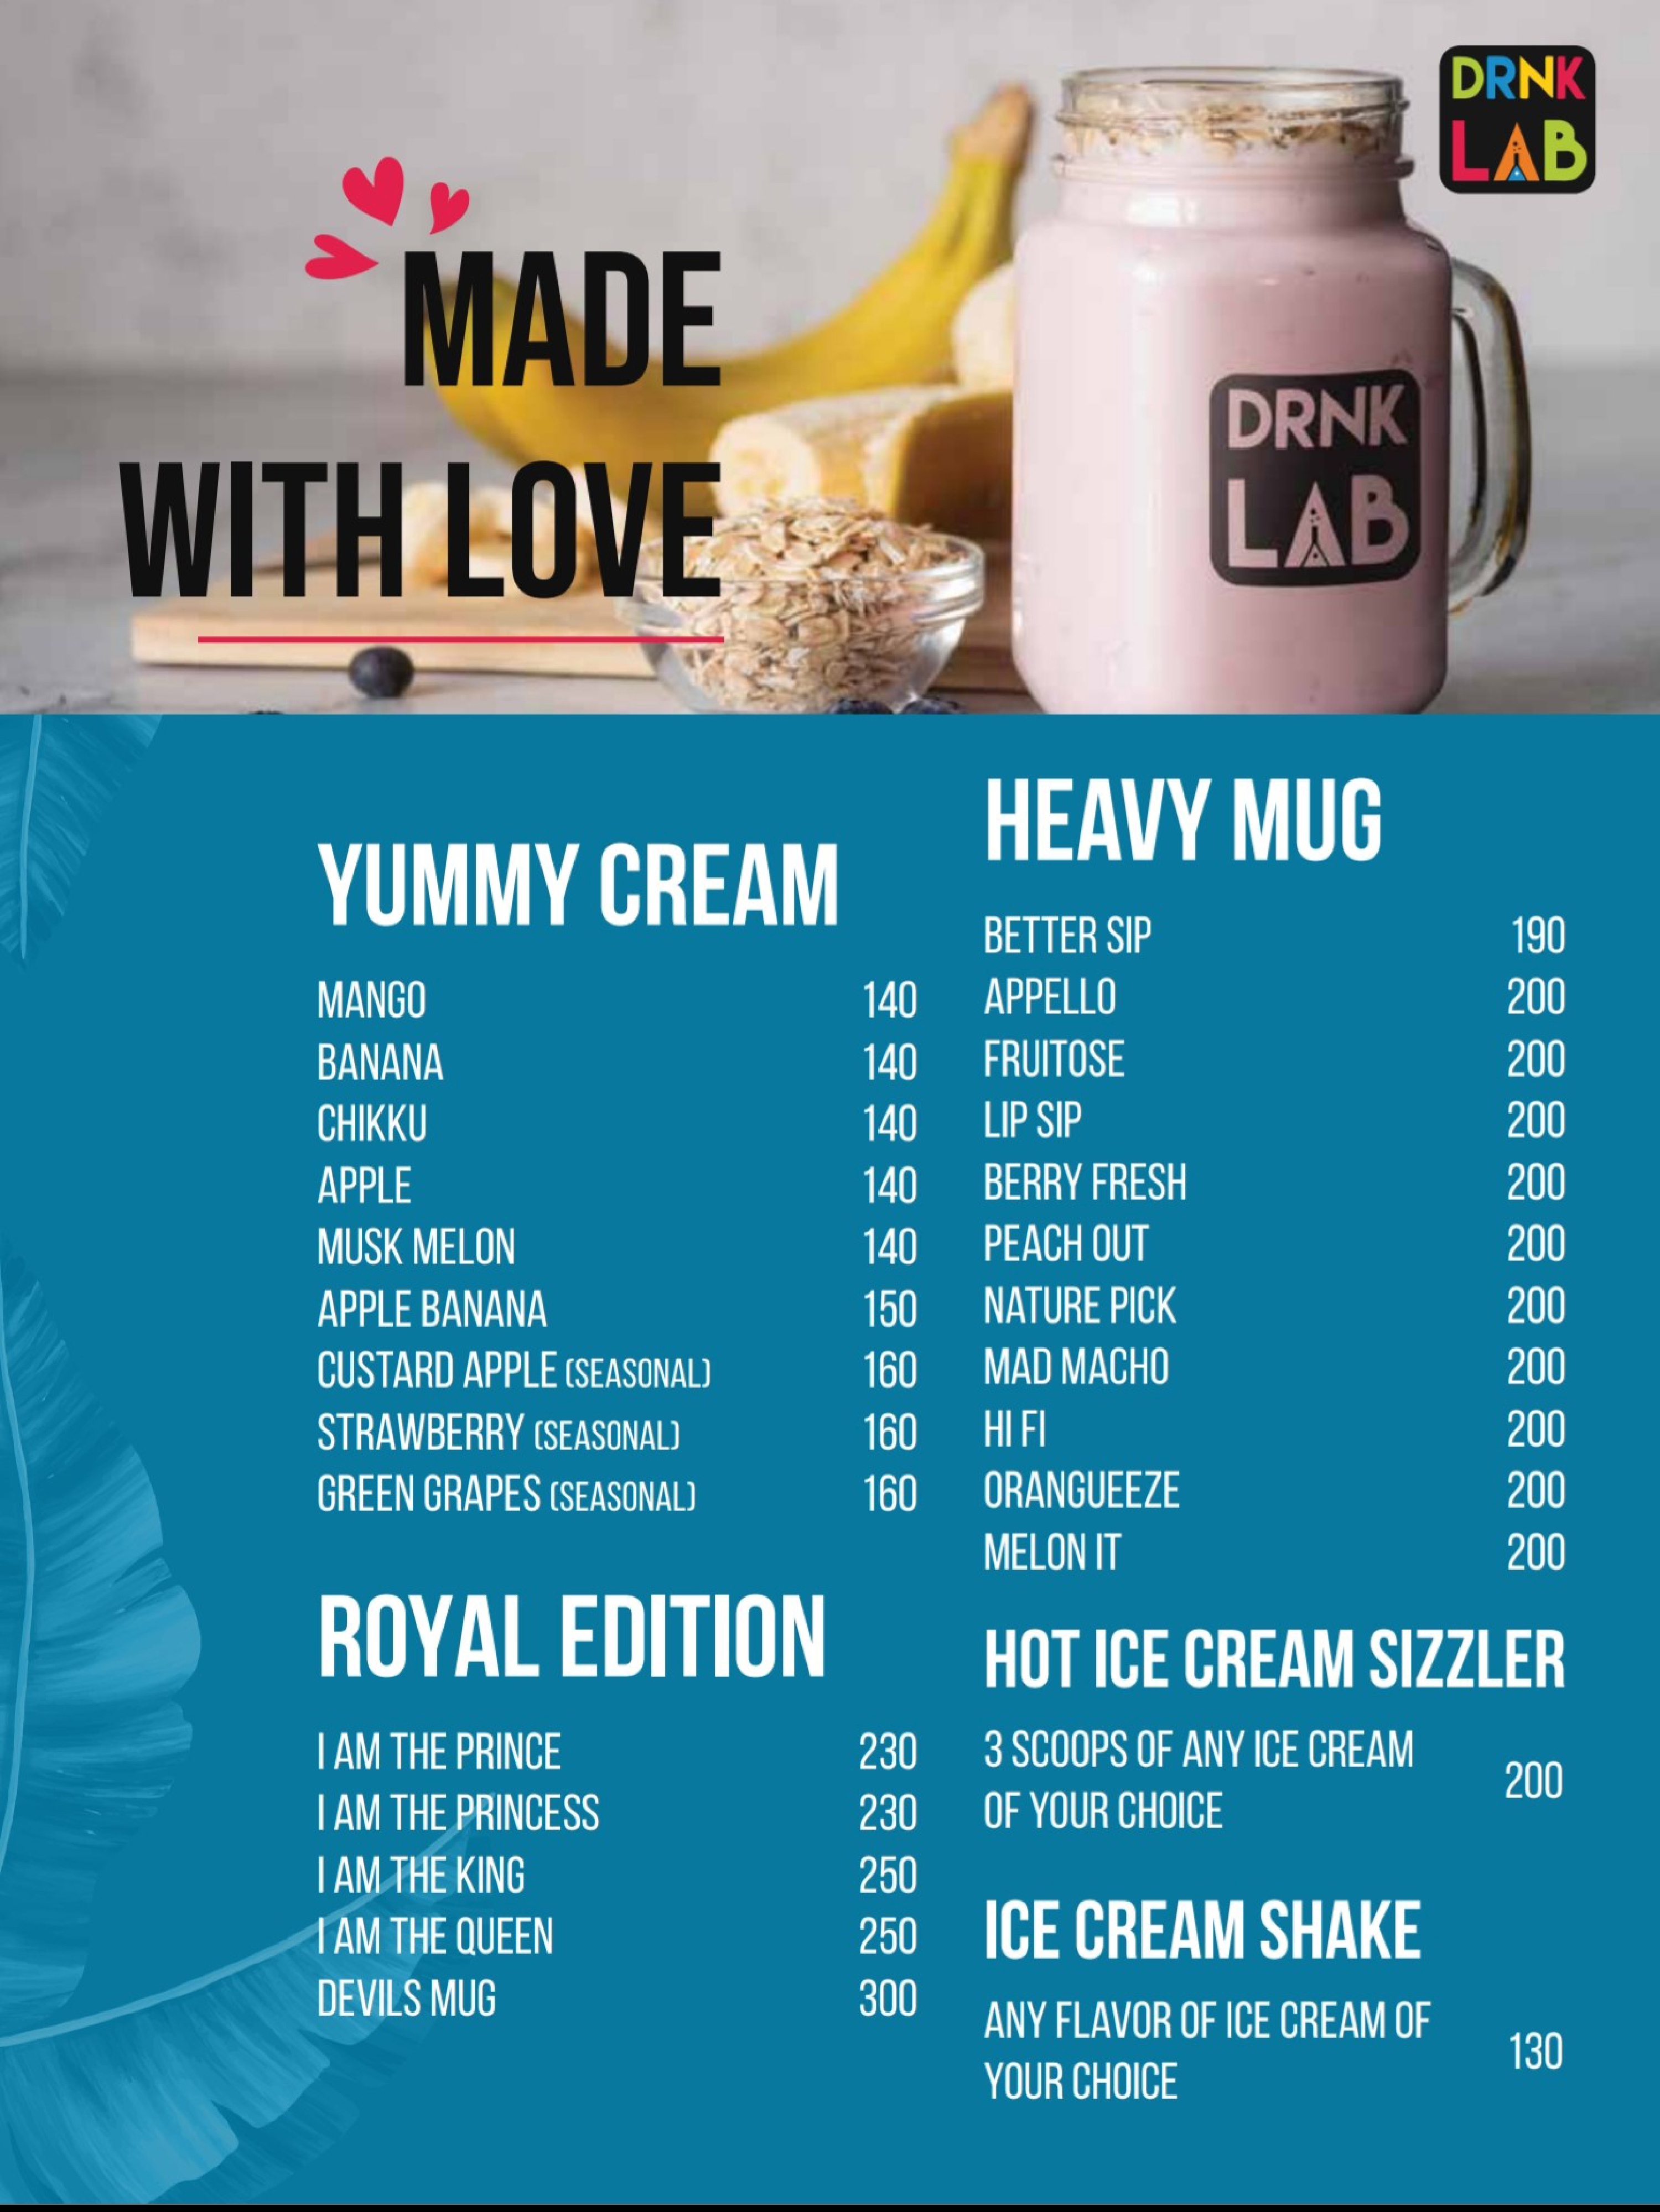 DRNK
LAB
MADE
WITH LOVE
DRNK
LAB
YUMMY CREAM
MANGO 140
BANANA 140
CHIKKU 140
APPLE 140
MUSK MELON 140
APPLE BANANA 150
CUSTARD APPLE (SEASONAL) 160
STRAWBERRY (SEASONAL) 160
GREEN GRAPES (SEASONAL) 160
ROYAL EDITION
I AM THE PRINCE 230
I AM THE PRINCESS 230
I AM THE KING 250
I AM THE QUEEN 250
DEVILS MUG 300
HEAVY MUG
BETTER SIP 190
APPELLO 200
FRUITOSE 200
LIP SIP 200
BERRY FRESH 200
PEACH OUT 200
NATURE PICK 200
MAD MACHO 200
HI FI 200
ORANGUEEZE 200
MELON IT 200
HOT ICE CREAM SIZZLER
3 SCOOPS OF ANY ICE CREAM
OF YOUR CHOICE 200
ICE CREAM SHAKE
ANY FLAVOR OF ICE CREAM OF
YOUR CHOICE 130